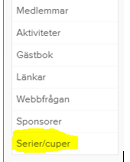 Medlemmar
Aktiviteter
Gästbok
Länkar
Webbfrågan
Sponsorer
Serier/cuper